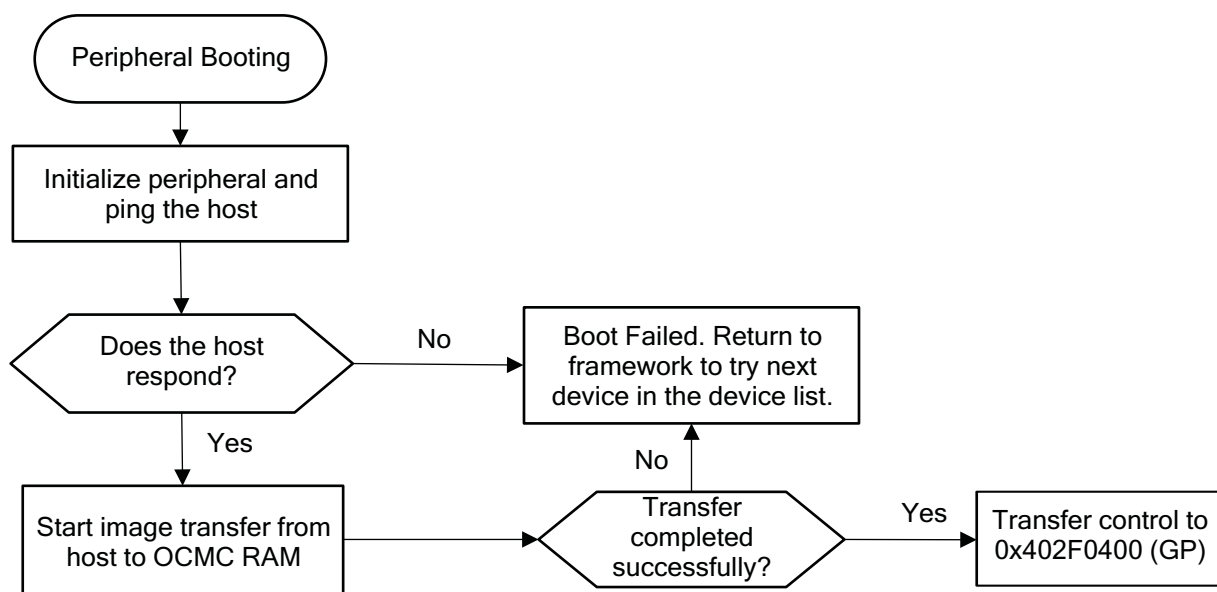 Peripheral Booting
Initialize peripheral and
ping the host
Does the host
respond?
No
Boot Failed. Return to
framework to try next
device in the device list.
Yes
No
Start image transfer from
host to OCMC RAM
Transfer
completed
successfully?
Yes
Transfer control to
0x402F0400 (GP)